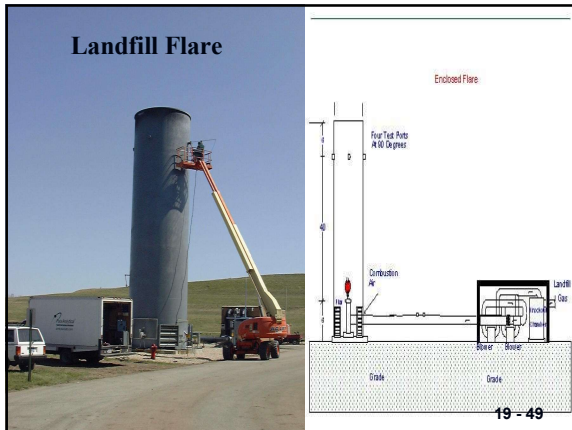 Landfill Flare
Enclosed Flare
Four Test Ports
At 90 Degrees
40
Combustion
Air
Landfill
Gas
Blower
Blower
Grade
Grade
19 - 49